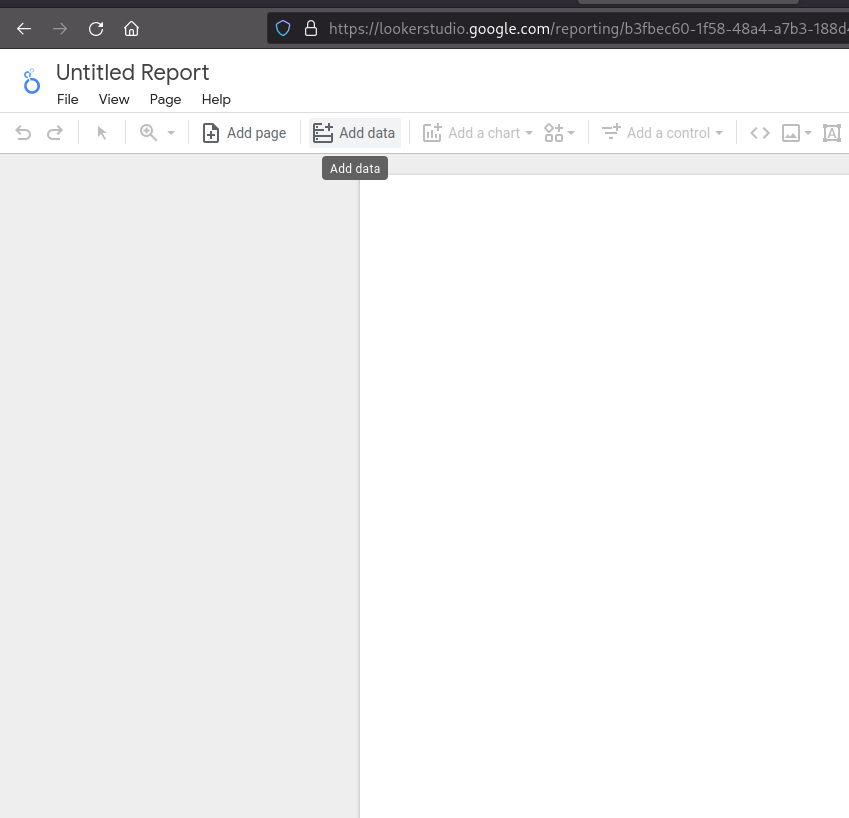 https://lookerstudio.google.com/reporting/b3fbec60-1f58-48a4-a7b3-188d
Untitled Report
File View Page Help
Add page Add data Add a chart Add a control
Add data